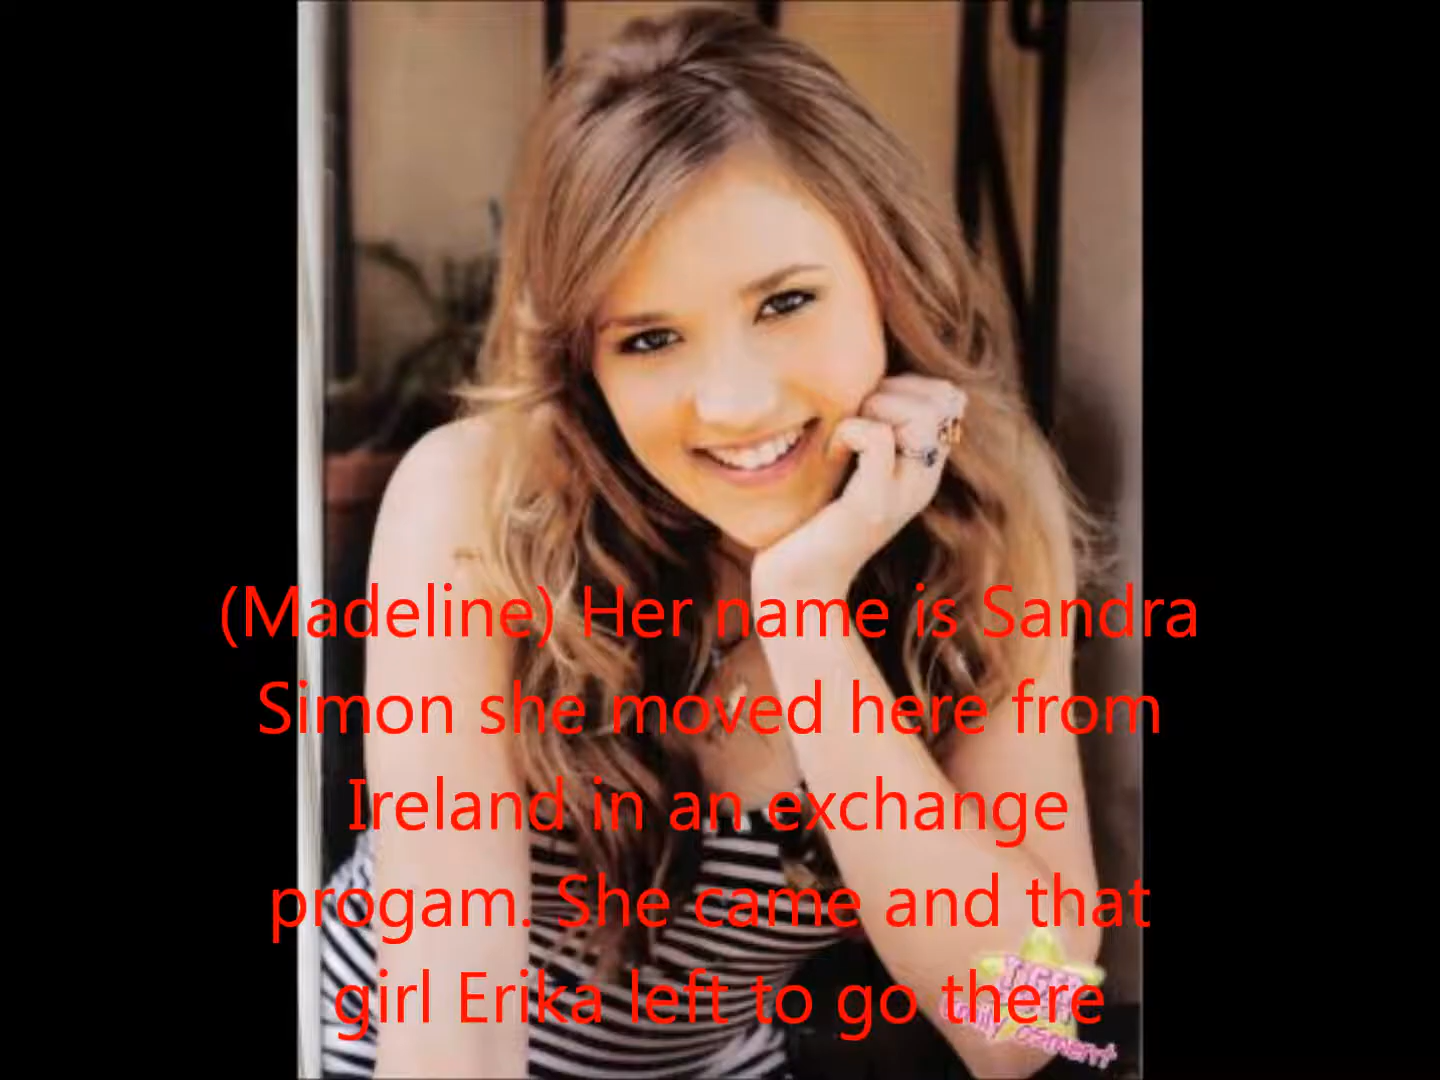 (Madeline) Her name is Sandra
Simon she moved here from
Ireland in an exchange
progam. She came and that
girl Erika left to go there